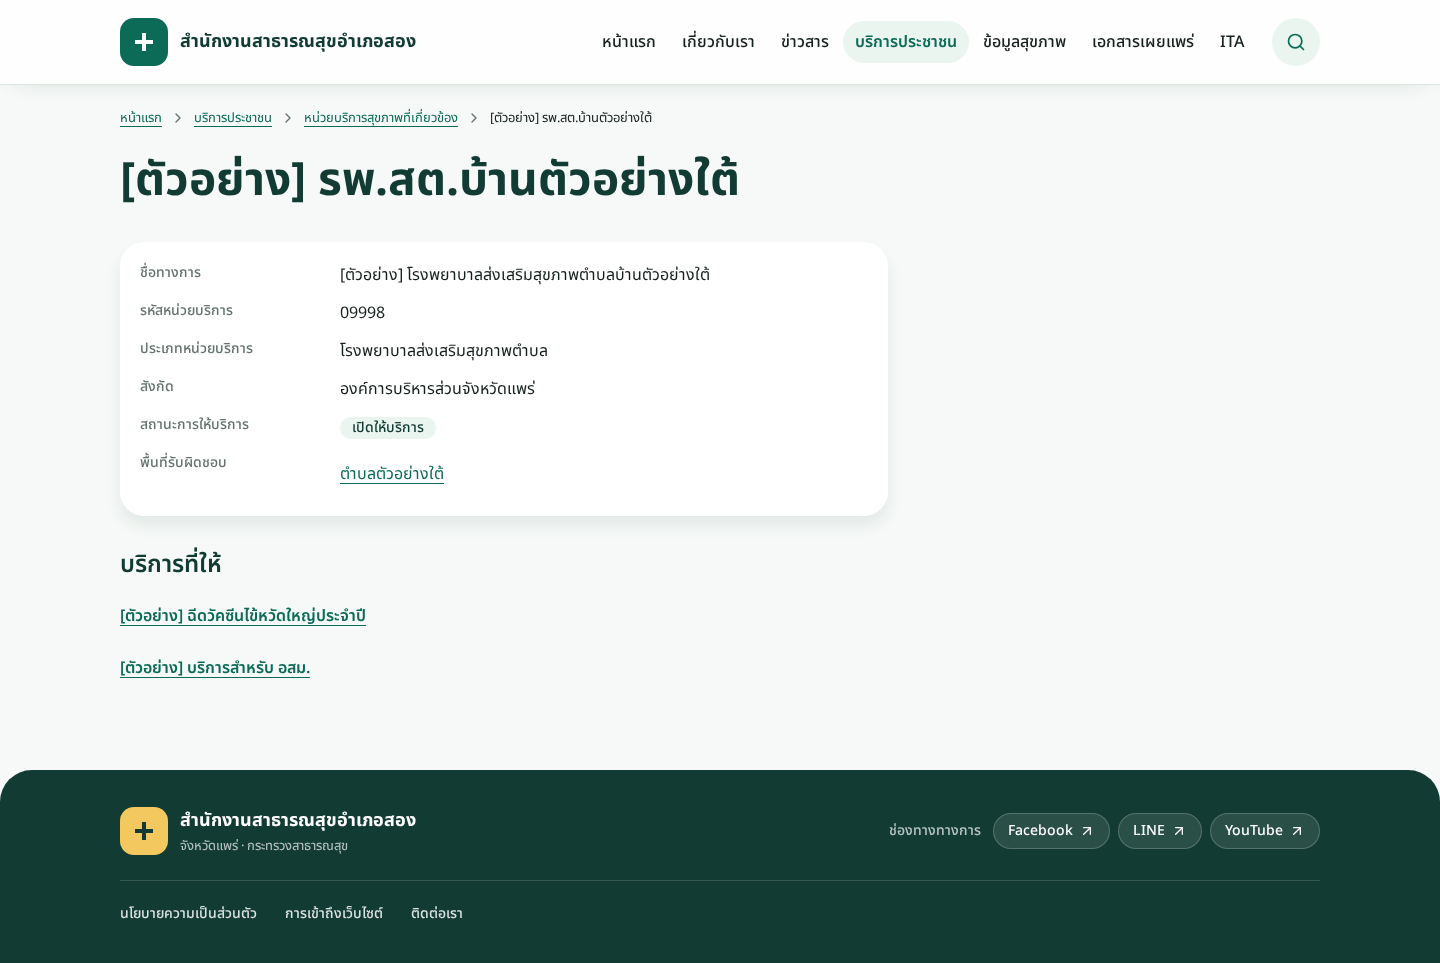 สำนักงานสาธารณสุขอำเภอสอง
หน้าแรก เกี่ยวกับเรา ข่าวสาร บริการประชาชน ข้อมูลสุขภาพ เอกสารเผยแพร่ ITA
หน้าแรก บริการประชาชน หน่วยบริการสุขภาพที่เกี่ยวข้อง [ตัวอย่าง] รพ.สต.บ้านตัวอย่างใต้
[ตัวอย่าง] รพ.สต.บ้านตัวอย่างใต้
ชื่อทางการ [ตัวอย่าง] โรงพยาบาลส่งเสริมสุขภาพตำบลบ้านตัวอย่างใต้
รหัสหน่วยบริการ 09998
ประเภทหน่วยบริการ โรงพยาบาลส่งเสริมสุขภาพตำบล
สังกัด องค์การบริหารส่วนจังหวัดแพร่
สถานะการให้บริการ เปิดให้บริการ
พื้นที่รับผิดชอบ ตำบลตัวอย่างใต้
บริการที่ให้
[ตัวอย่าง] ฉีดวัคซีนไข้หวัดใหญ่ประจำปี
[ตัวอย่าง] บริการสำหรับ อสม.
สำนักงานสาธารณสุขอำเภอสอง
จังหวัดแพร่ · กระทรวงสาธารณสุข
ช่องทางทางการ Facebook LINE YouTube
นโยบายความเป็นส่วนตัว การเข้าถึงเว็บไซต์ ติดต่อเรา